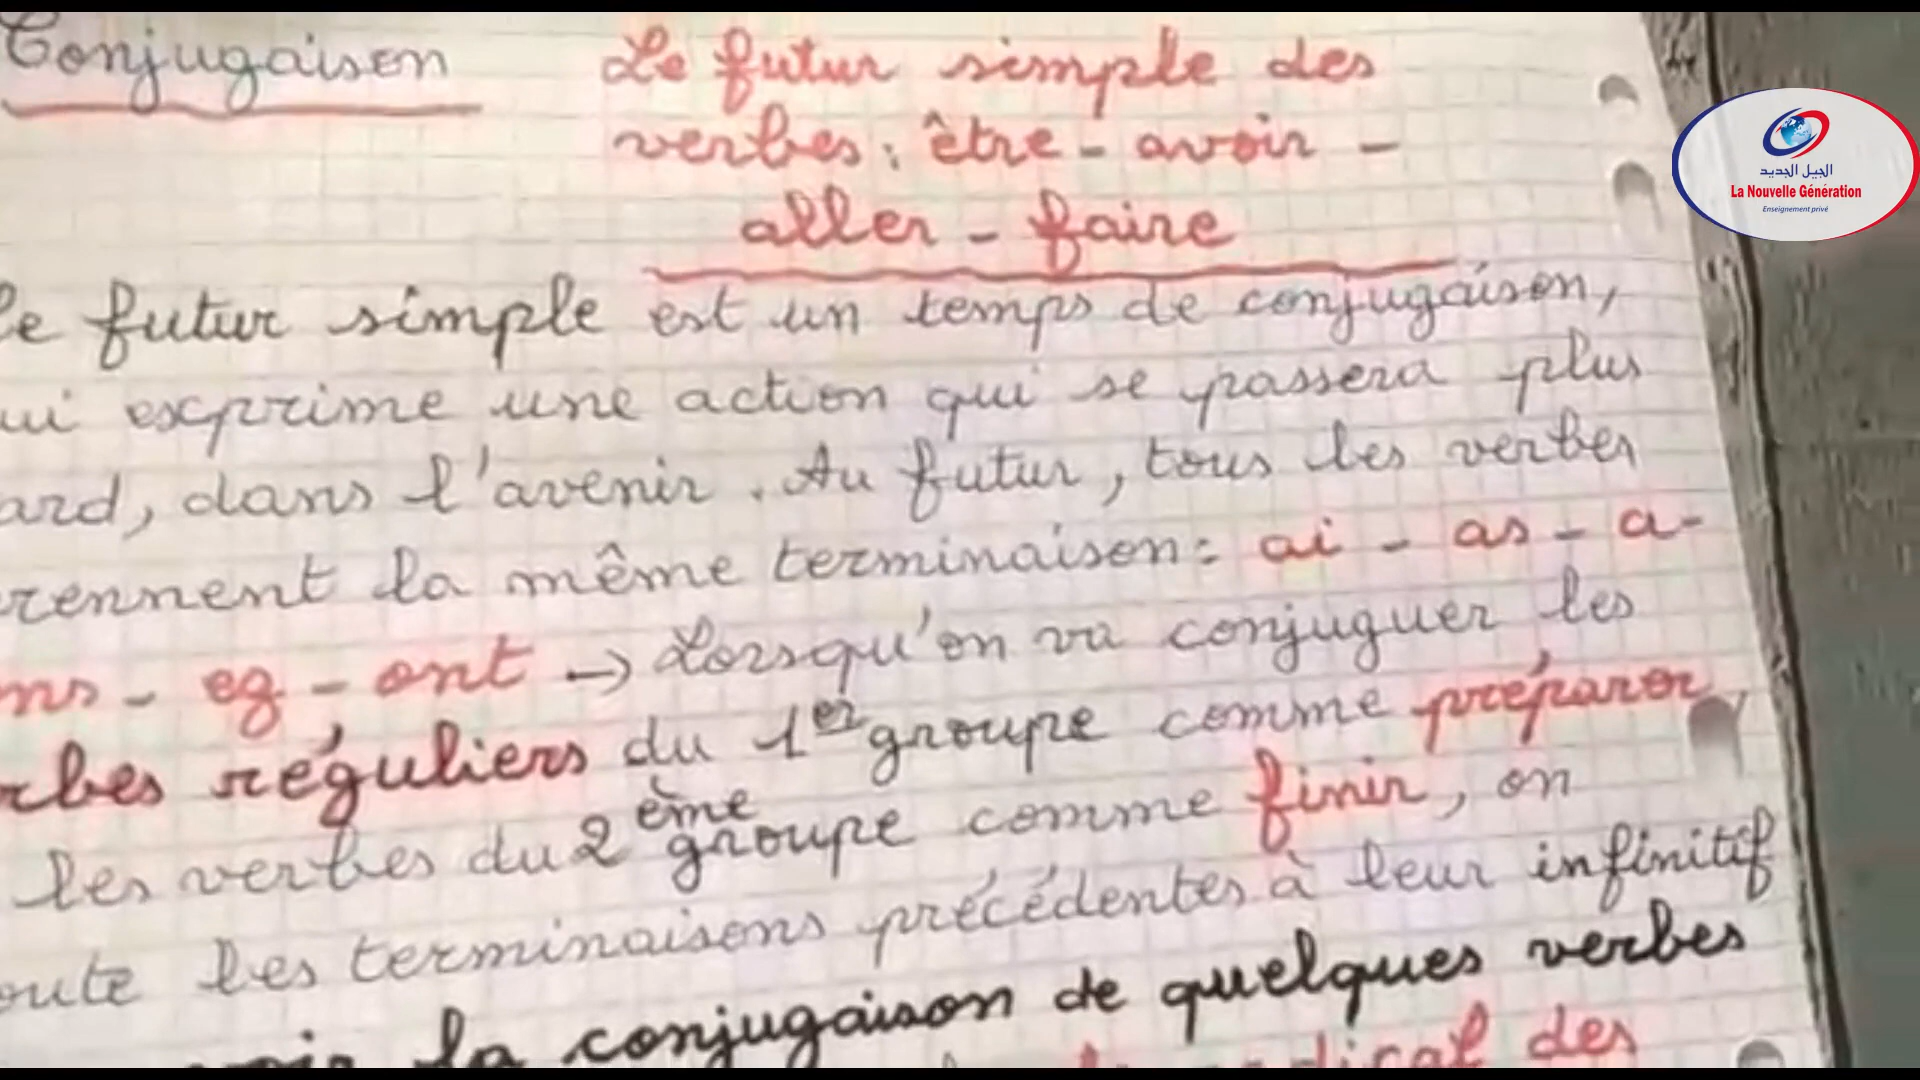 Conjugaison
Le futur simple des
verbes: être - avoir -
aller - faire
le futur simple est un temps de conjugaison,
ui exprime une action qui se passera plus
ard, dans l'avenir. Au futur, tous les verbes
rennent la même terminaison: ai - as - a-
ons - ez - ont → Lorsqu'on va conjuguer les
rbes réguliers du 1er groupe comme préparer,
les verbes du 2ème groupe comme finir, on
oute les terminaisons précédentes à leur infinitif
la conjugaison de quelques verbes
radical des
الجيل الجديد
La Nouvelle Génération
Enseignement privé